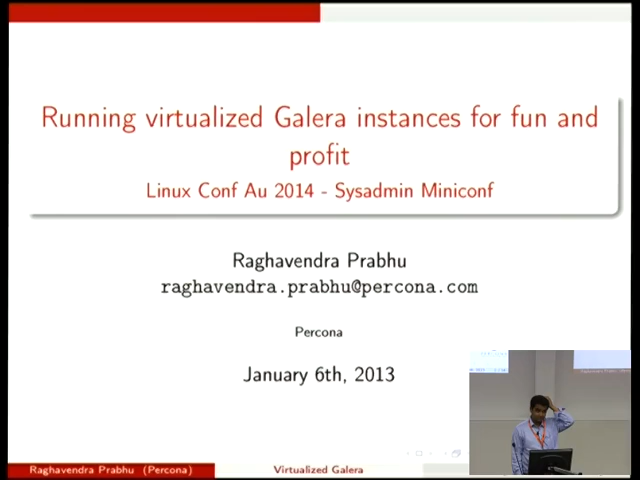 Running virtualized Galera instances for fun and
profit
Linux Conf Au 2014 - Sysadmin Miniconf
Raghavendra Prabhu
raghavendra.prabhu@percona.com
Percona
January 6th, 2013
Raghavendra Prabhu (Percona)
Virtualized Galera